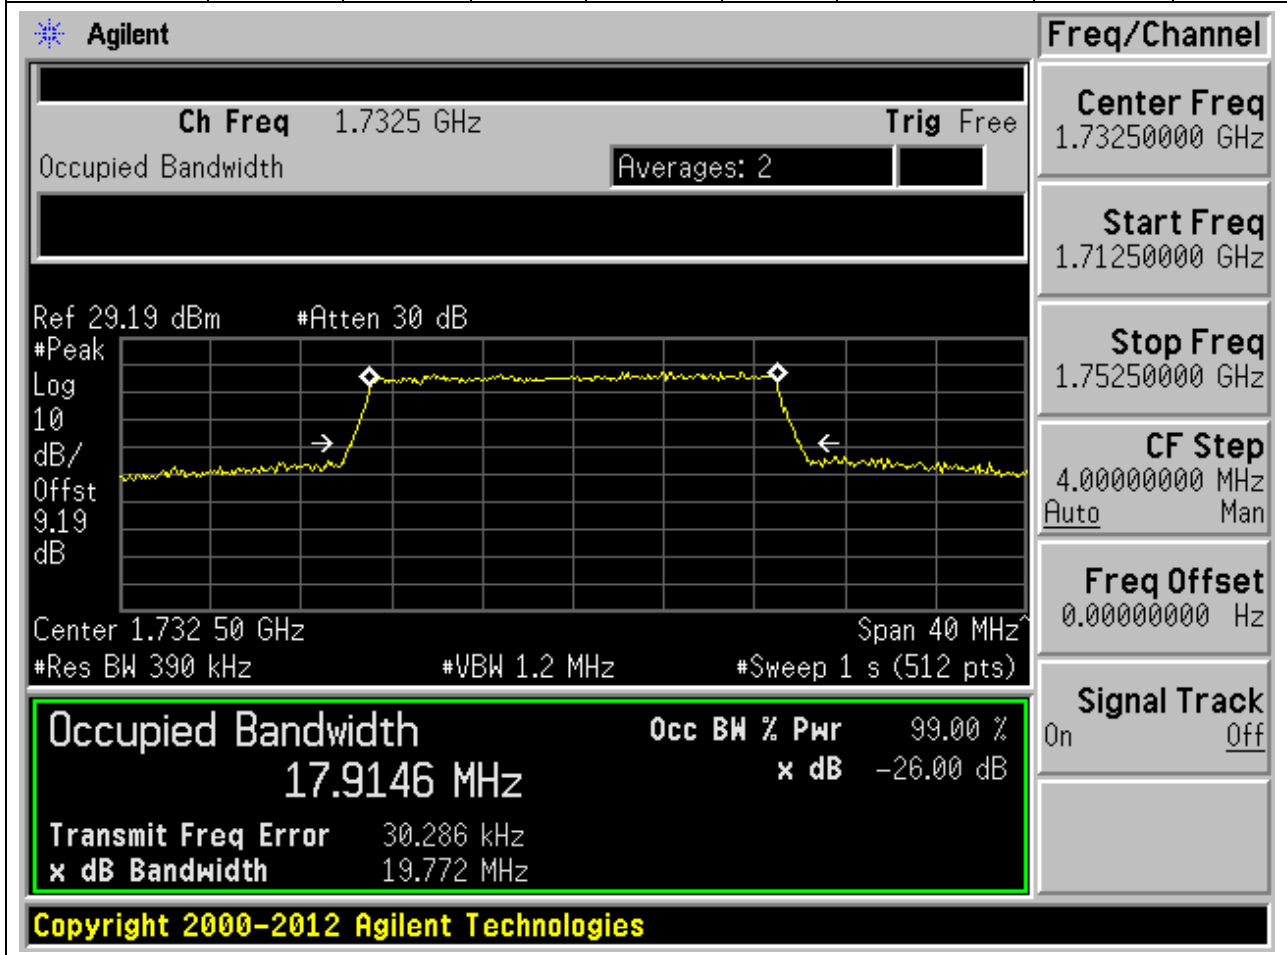 Agilent
Freq/Channel
Ch Freq 1.7325 GHz Trig Free
Occupied Bandwidth Averages: 2
Center Freq
1.73250000 GHz
Start Freq
1.71250000 GHz
Stop Freq
1.75250000 GHz
CF Step
4.00000000 MHz
Auto Man
Freq Offset
0.00000000 Hz
Signal Track
On Off
Ref 29.19 dBm #Atten 30 dB
#Peak
Log
10
dB/
Offst
9.19
dB
Center 1.732 50 GHz Span 40 MHz^
#Res BW 390 kHz #VBW 1.2 MHz #Sweep 1 s (512 pts)
Occupied Bandwidth
17.9146 MHz
Occ BW % Pwr 99.00 %
x dB -26.00 dB
Transmit Freq Error 30.286 kHz
x dB Bandwidth 19.772 MHz
Copyright 2000-2012 Agilent Technologies